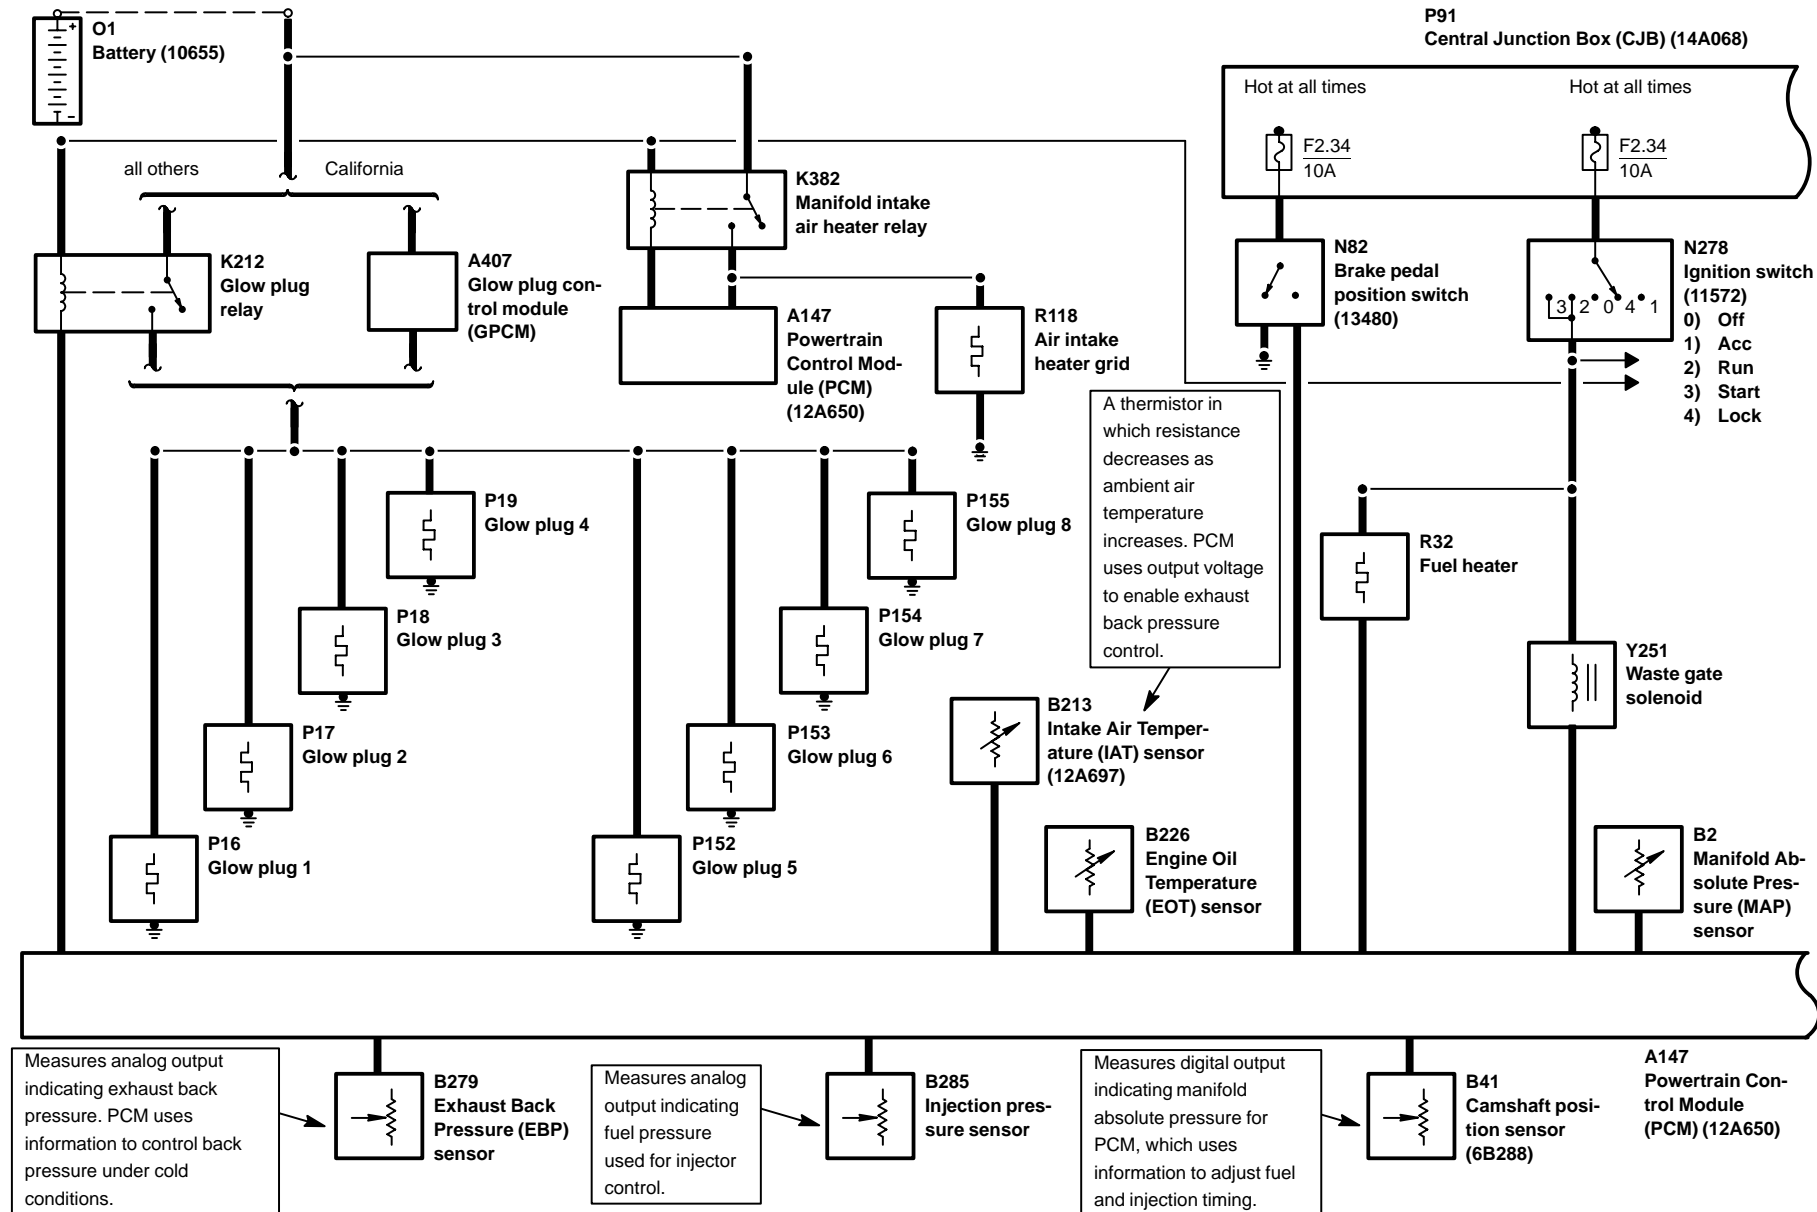 O1
Battery (10655)
+
-
P91
Central Junction Box (CJB) (14A068)
Hot at all times
Hot at all times
F2.34
10A
F2.34
10A
all others
California
K382
Manifold intake
air heater relay
K212
Glow plug
relay
A407
Glow plug con-
trol module
(GPCM)
A147
Powertrain
Control Mod-
ule (PCM)
(12A650)
R118
Air intake
heater grid
N82
Brake pedal
position switch
(13480)
3 2 0 4 1
N278
Ignition switch
(11572)
0) Off
1) Acc
2) Run
3) Start
4) Lock
A thermistor in
which resistance
decreases as
ambient air
temperature
increases. PCM
uses output voltage
to enable exhaust
back pressure
control.
P19
Glow plug 4
P155
Glow plug 8
R32
Fuel heater
P18
Glow plug 3
P154
Glow plug 7
Y251
Waste gate
solenoid
P17
Glow plug 2
P153
Glow plug 6
B213
Intake Air Temper-
ature (IAT) sensor
(12A697)
P16
Glow plug 1
P152
Glow plug 5
B226
Engine Oil
Temperature
(EOT) sensor
B2
Manifold Ab-
solute Pres-
sure (MAP)
sensor
Measures analog output
indicating exhaust back
pressure. PCM uses
information to control back
pressure under cold
conditions.
B279
Exhaust Back
Pressure (EBP)
sensor
Measures analog
output indicating
fuel pressure
used for injector
control.
B285
Injection pres-
sure sensor
Measures digital output
indicating manifold
absolute pressure for
PCM, which uses
information to adjust fuel
and injection timing.
B41
Camshaft posi-
tion sensor
(6B288)
A147
Powertrain Con-
trol Module
(PCM) (12A650)